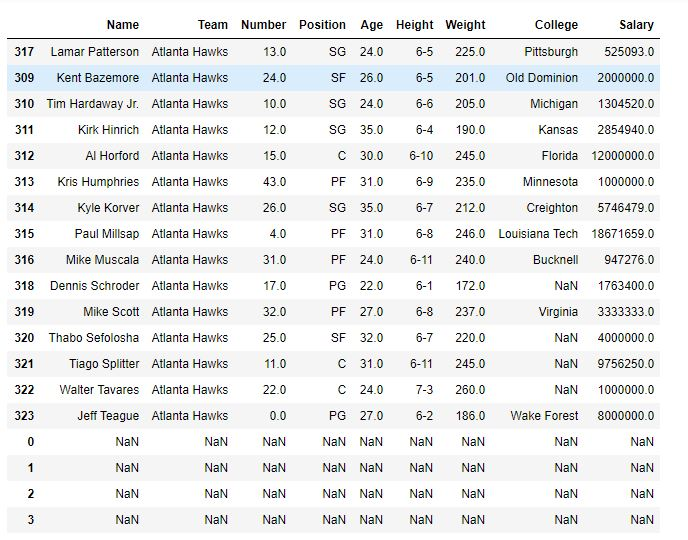 Name Team Number Position Age Height Weight College Salary
317 Lamar Patterson Atlanta Hawks 13.0 SG 24.0 6-5 225.0 Pittsburgh 525093.0
309 Kent Bazemore Atlanta Hawks 24.0 SF 26.0 6-5 201.0 Old Dominion 2000000.0
310 Tim Hardaway Jr. Atlanta Hawks 10.0 SG 24.0 6-6 205.0 Michigan 1304520.0
311 Kirk Hinrich Atlanta Hawks 12.0 SG 35.0 6-4 190.0 Kansas 2854940.0
312 Al Horford Atlanta Hawks 15.0 C 30.0 6-10 245.0 Florida 12000000.0
313 Kris Humphries Atlanta Hawks 43.0 PF 31.0 6-9 235.0 Minnesota 1000000.0
314 Kyle Korver Atlanta Hawks 26.0 SG 35.0 6-7 212.0 Creighton 5746479.0
315 Paul Millsap Atlanta Hawks 4.0 PF 31.0 6-8 246.0 Louisiana Tech 18671659.0
316 Mike Muscala Atlanta Hawks 31.0 PF 24.0 6-11 240.0 Bucknell 947276.0
318 Dennis Schroder Atlanta Hawks 17.0 PG 22.0 6-1 172.0 NaN 1763400.0
319 Mike Scott Atlanta Hawks 32.0 PF 27.0 6-8 237.0 Virginia 3333333.0
320 Thabo Sefolosha Atlanta Hawks 25.0 SF 32.0 6-7 220.0 NaN 4000000.0
321 Tiago Splitter Atlanta Hawks 11.0 C 31.0 6-11 245.0 NaN 9756250.0
322 Walter Tavares Atlanta Hawks 22.0 C 24.0 7-3 260.0 NaN 1000000.0
323 Jeff Teague Atlanta Hawks 0.0 PG 27.0 6-2 186.0 Wake Forest 8000000.0
0 NaN NaN NaN NaN NaN NaN NaN NaN NaN
1 NaN NaN NaN NaN NaN NaN NaN NaN NaN
2 NaN NaN NaN NaN NaN NaN NaN NaN NaN
3 NaN NaN NaN NaN NaN NaN NaN NaN NaN